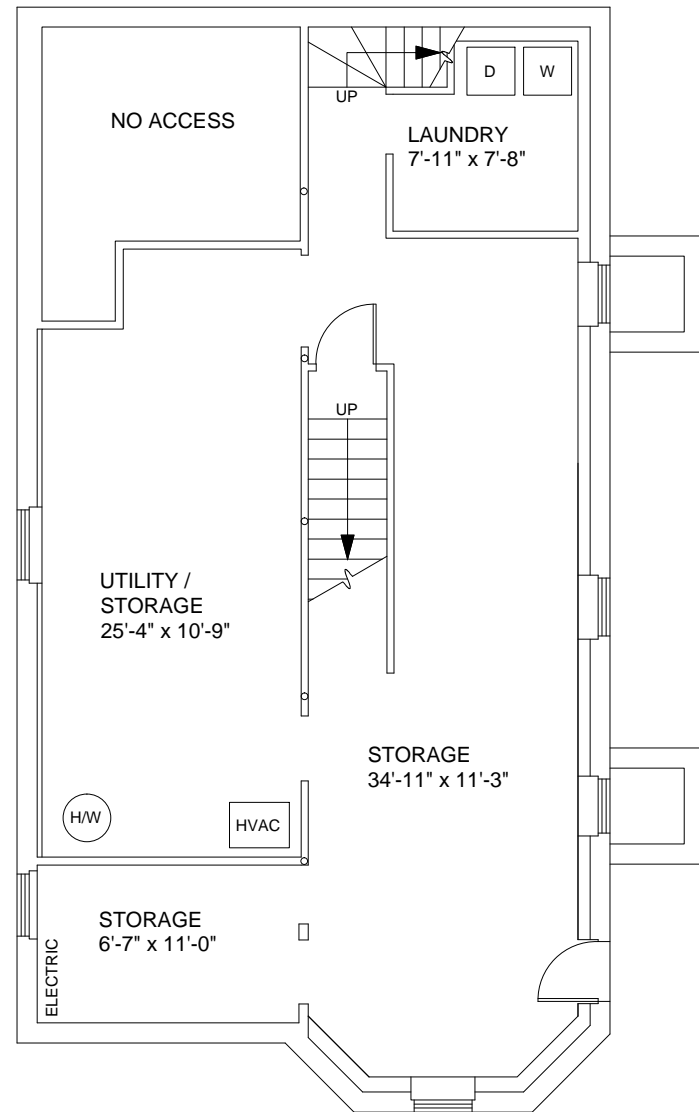 D
W
UP
NO ACCESS
LAUNDRY
7'-11" x 7'-8"
UP
UTILITY /
STORAGE
25'-4" x 10'-9"
STORAGE
34'-11" x 11'-3"
H/W
HVAC
STORAGE
6'-7" x 11'-0"
ELECTRIC